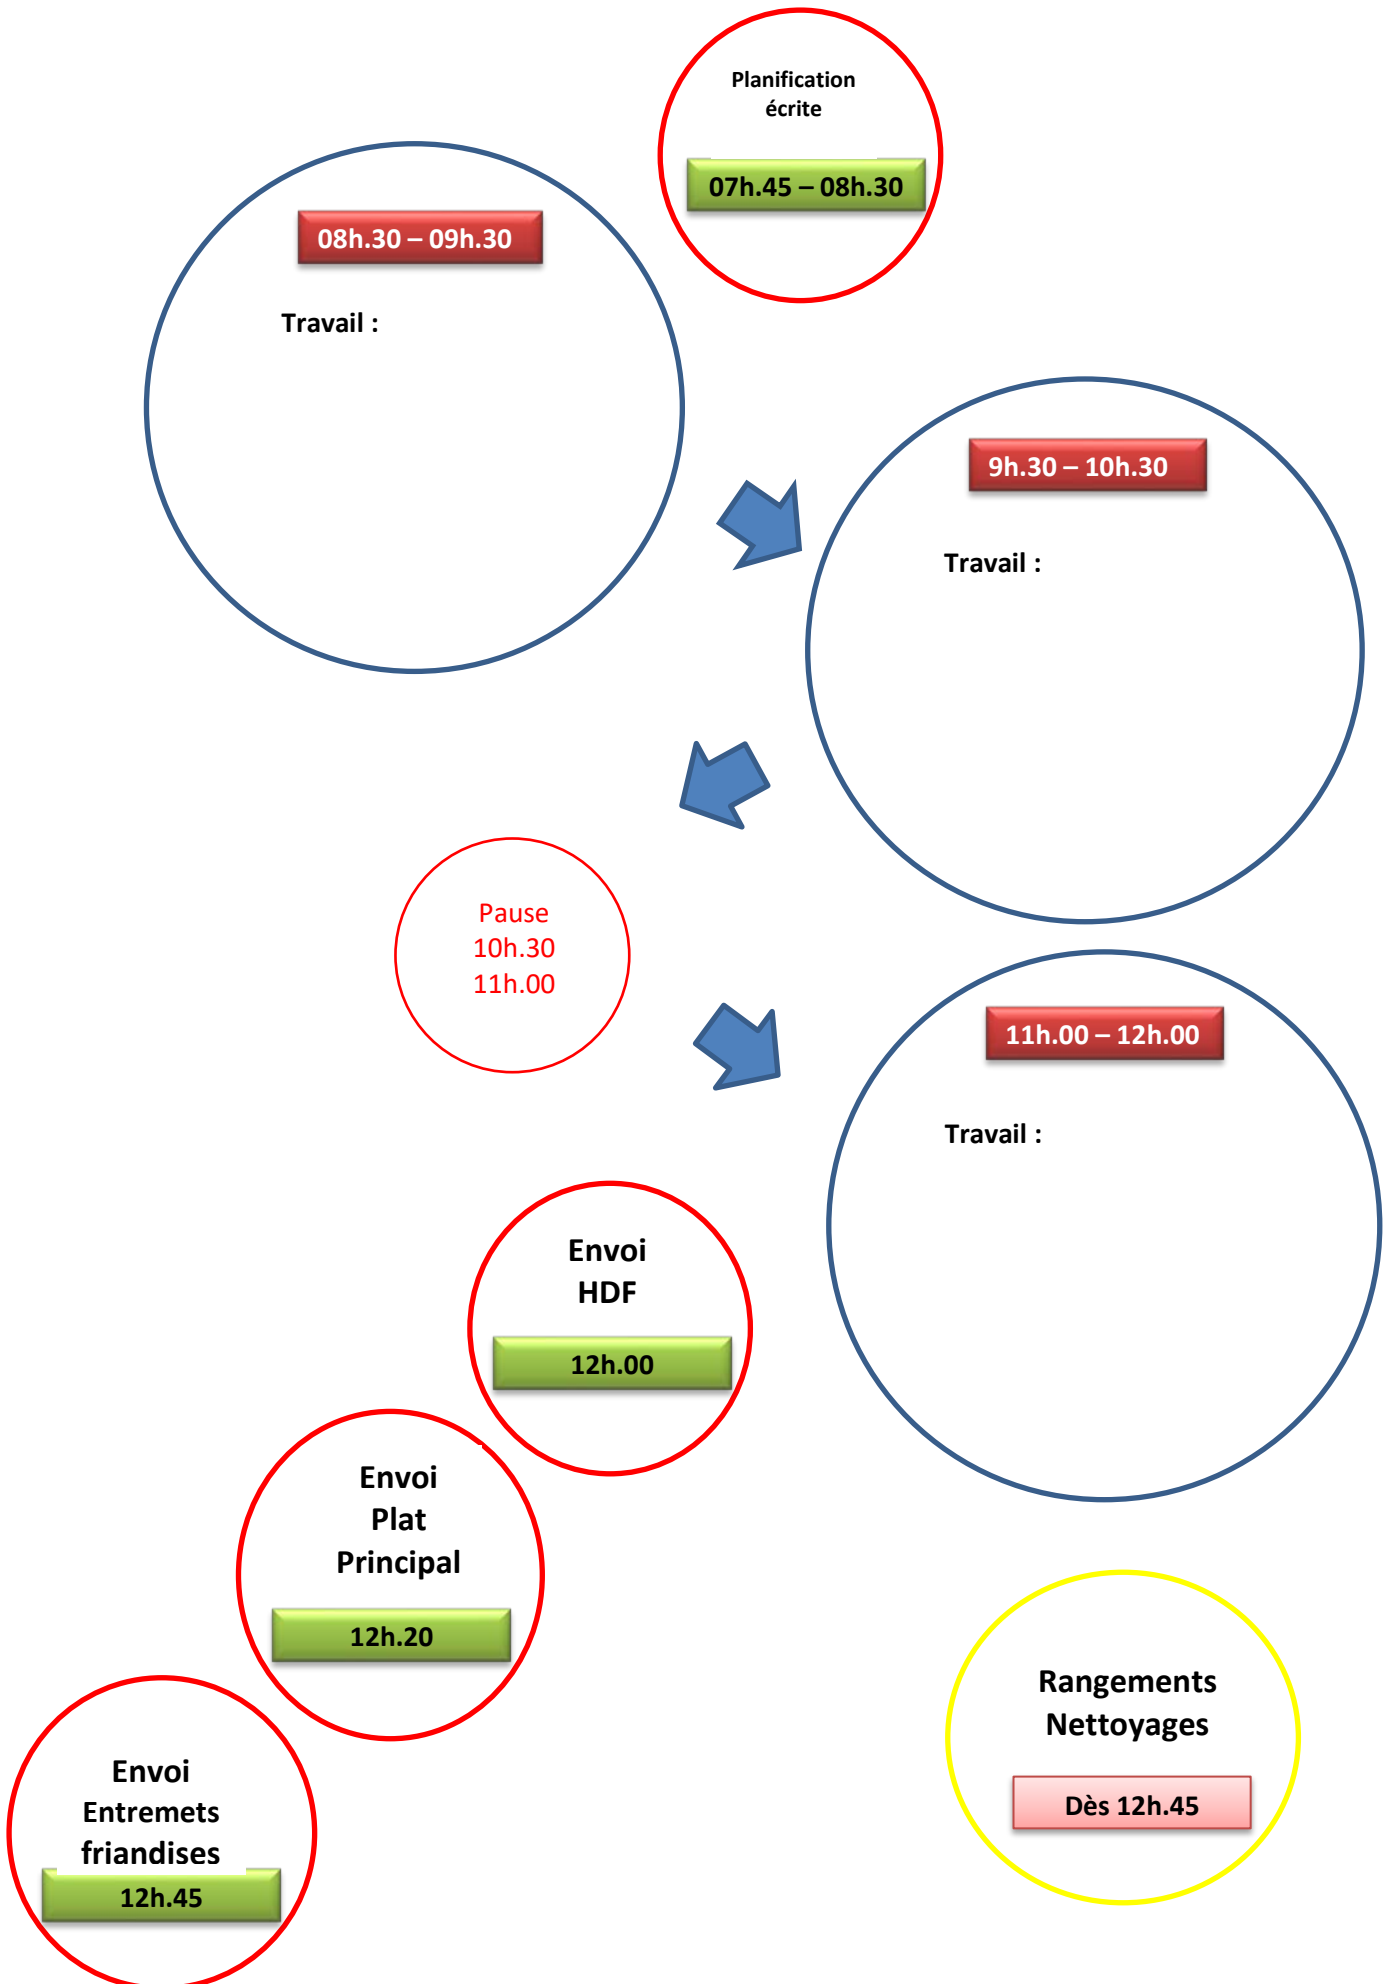 Planification
écrite
07h.45 – 08h.30
08h.30 – 09h.30
Travail :
9h.30 – 10h.30
Travail :
Pause
10h.30
11h.00
11h.00 – 12h.00
Travail :
Envoi
HDF
12h.00
Envoi
Plat
Principal
12h.20
Envoi
Entremets
friandises
12h.45
Rangements
Nettoyages
Dès 12h.45